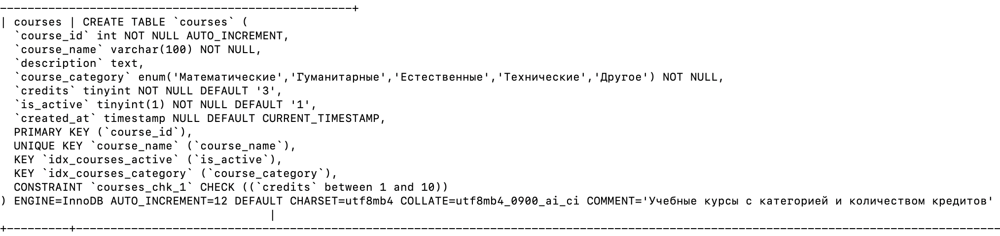 ---------------------------------------------------+
| courses | CREATE TABLE `courses` (
  `course_id` int NOT NULL AUTO_INCREMENT,
  `course_name` varchar(100) NOT NULL,
  `description` text,
  `course_category` enum('Математические','Гуманитарные','Естественные','Технические','Другое') NOT NULL,
  `credits` tinyint NOT NULL DEFAULT '3',
  `is_active` tinyint(1) NOT NULL DEFAULT '1',
  `created_at` timestamp NULL DEFAULT CURRENT_TIMESTAMP,
  PRIMARY KEY (`course_id`),
  UNIQUE KEY `course_name` (`course_name`),
  KEY `idx_courses_active` (`is_active`),
  KEY `idx_courses_category` (`course_category`),
  CONSTRAINT `courses_chk_1` CHECK ((`credits` between 1 and 10))
) ENGINE=InnoDB AUTO_INCREMENT=12 DEFAULT CHARSET=utf8mb4 COLLATE=utf8mb4_0900_ai_ci COMMENT='Учебные курсы с категорией и количеством кредитов'
                                       |
+---------+--------------------------------------------------------------------------------------------------------------------------------------